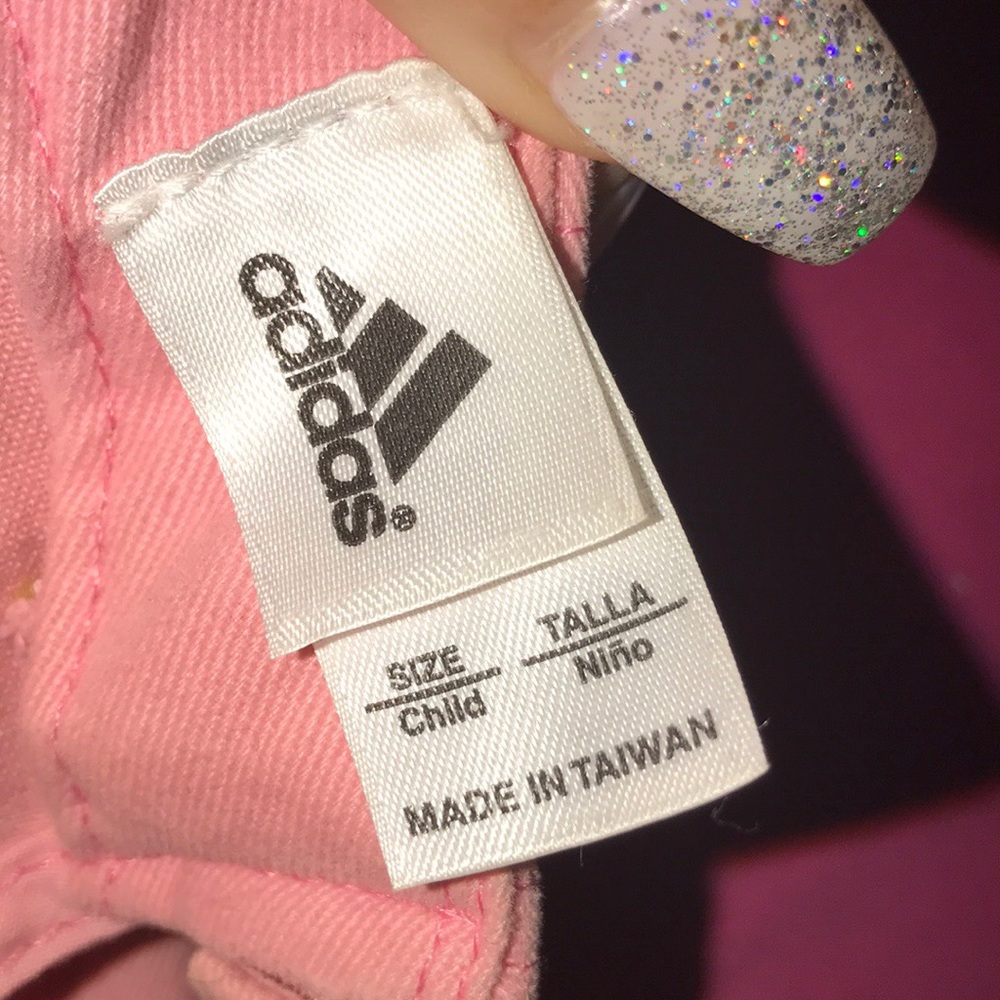 adidas®
SIZE TALLA
Child Niño
MADE IN TAIWAN